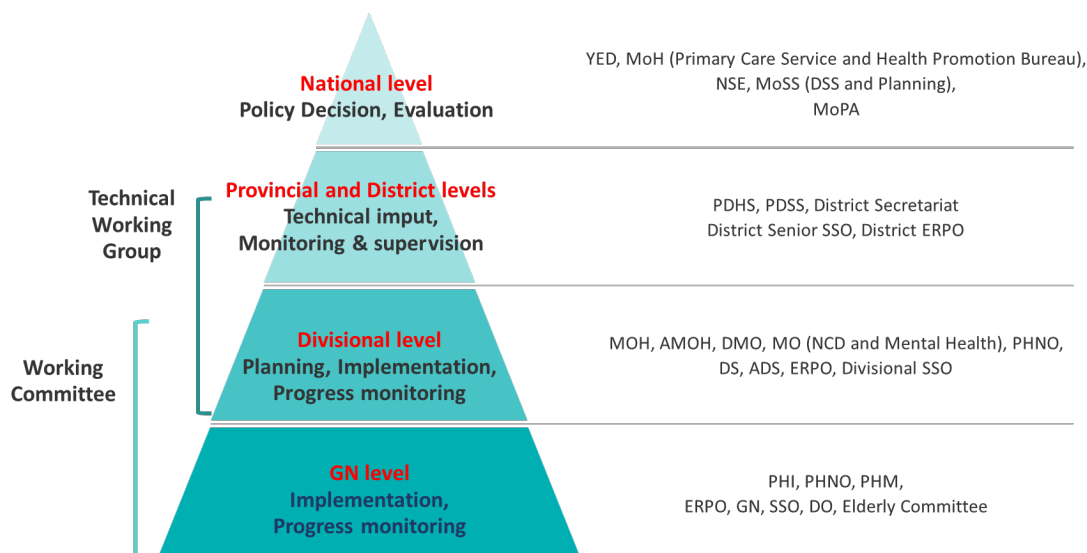 National level
Policy Decision, Evaluation
YED, MoH (Primary Care Service and Health Promotion Bureau),
NSE, MoSS (DSS and Planning),
MoPA
Technical
Working
Group
Provincial and District levels
Technical imput,
Monitoring & supervision
PDHS, PDSS, District Secretariat
District Senior SSO, District ERPO
Working
Committee
Divisional level
Planning, Implementation,
Progress monitoring
MOH, AMOH, DMO, MO (NCD and Mental Health), PHNO,
DS, ADS, ERPO, Divisional SSO
GN level
Implementation,
Progress monitoring
PHI, PHNO, PHM,
ERPO, GN, SSO, DO, Elderly Committee